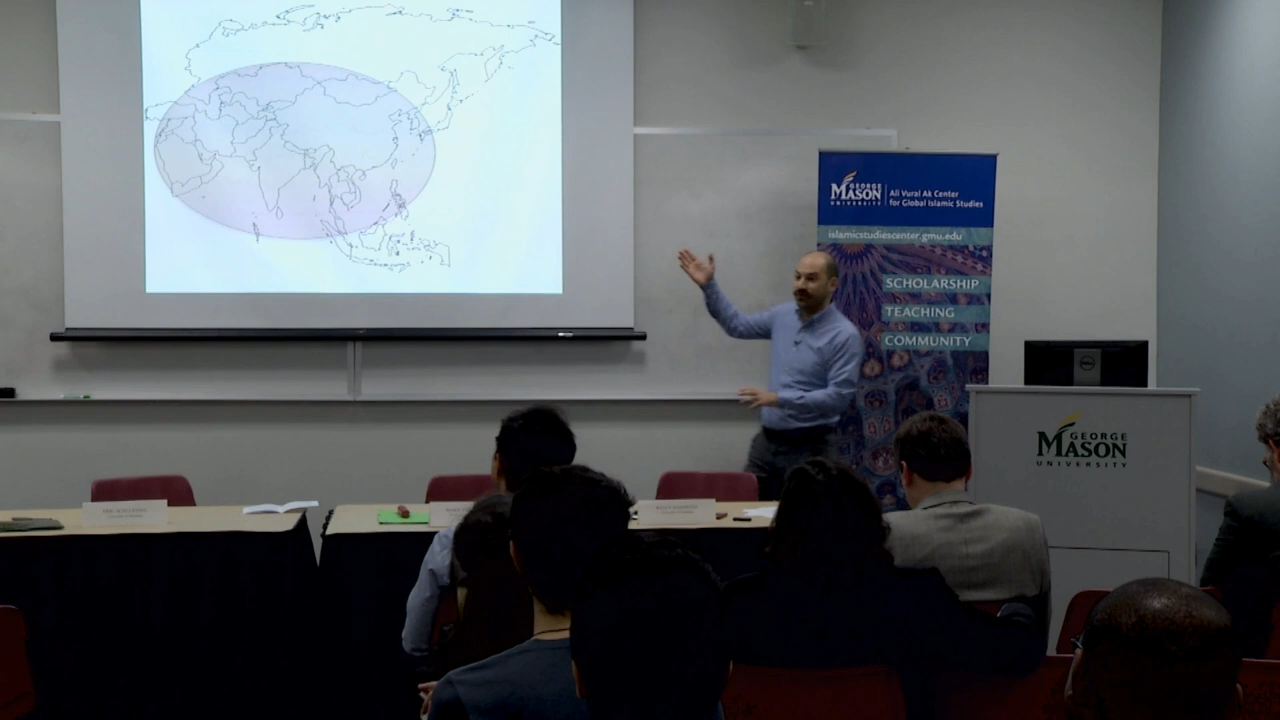 GEORGE
MASON
UNIVERSITY
Ali Vural Ak Center
for Global Islamic Studies
islamicstudiescenter.gmu.edu
SCHOLARSHIP
TEACHING
COMMUNITY
DELL
GEORGE
MASON
UNIVERSITY